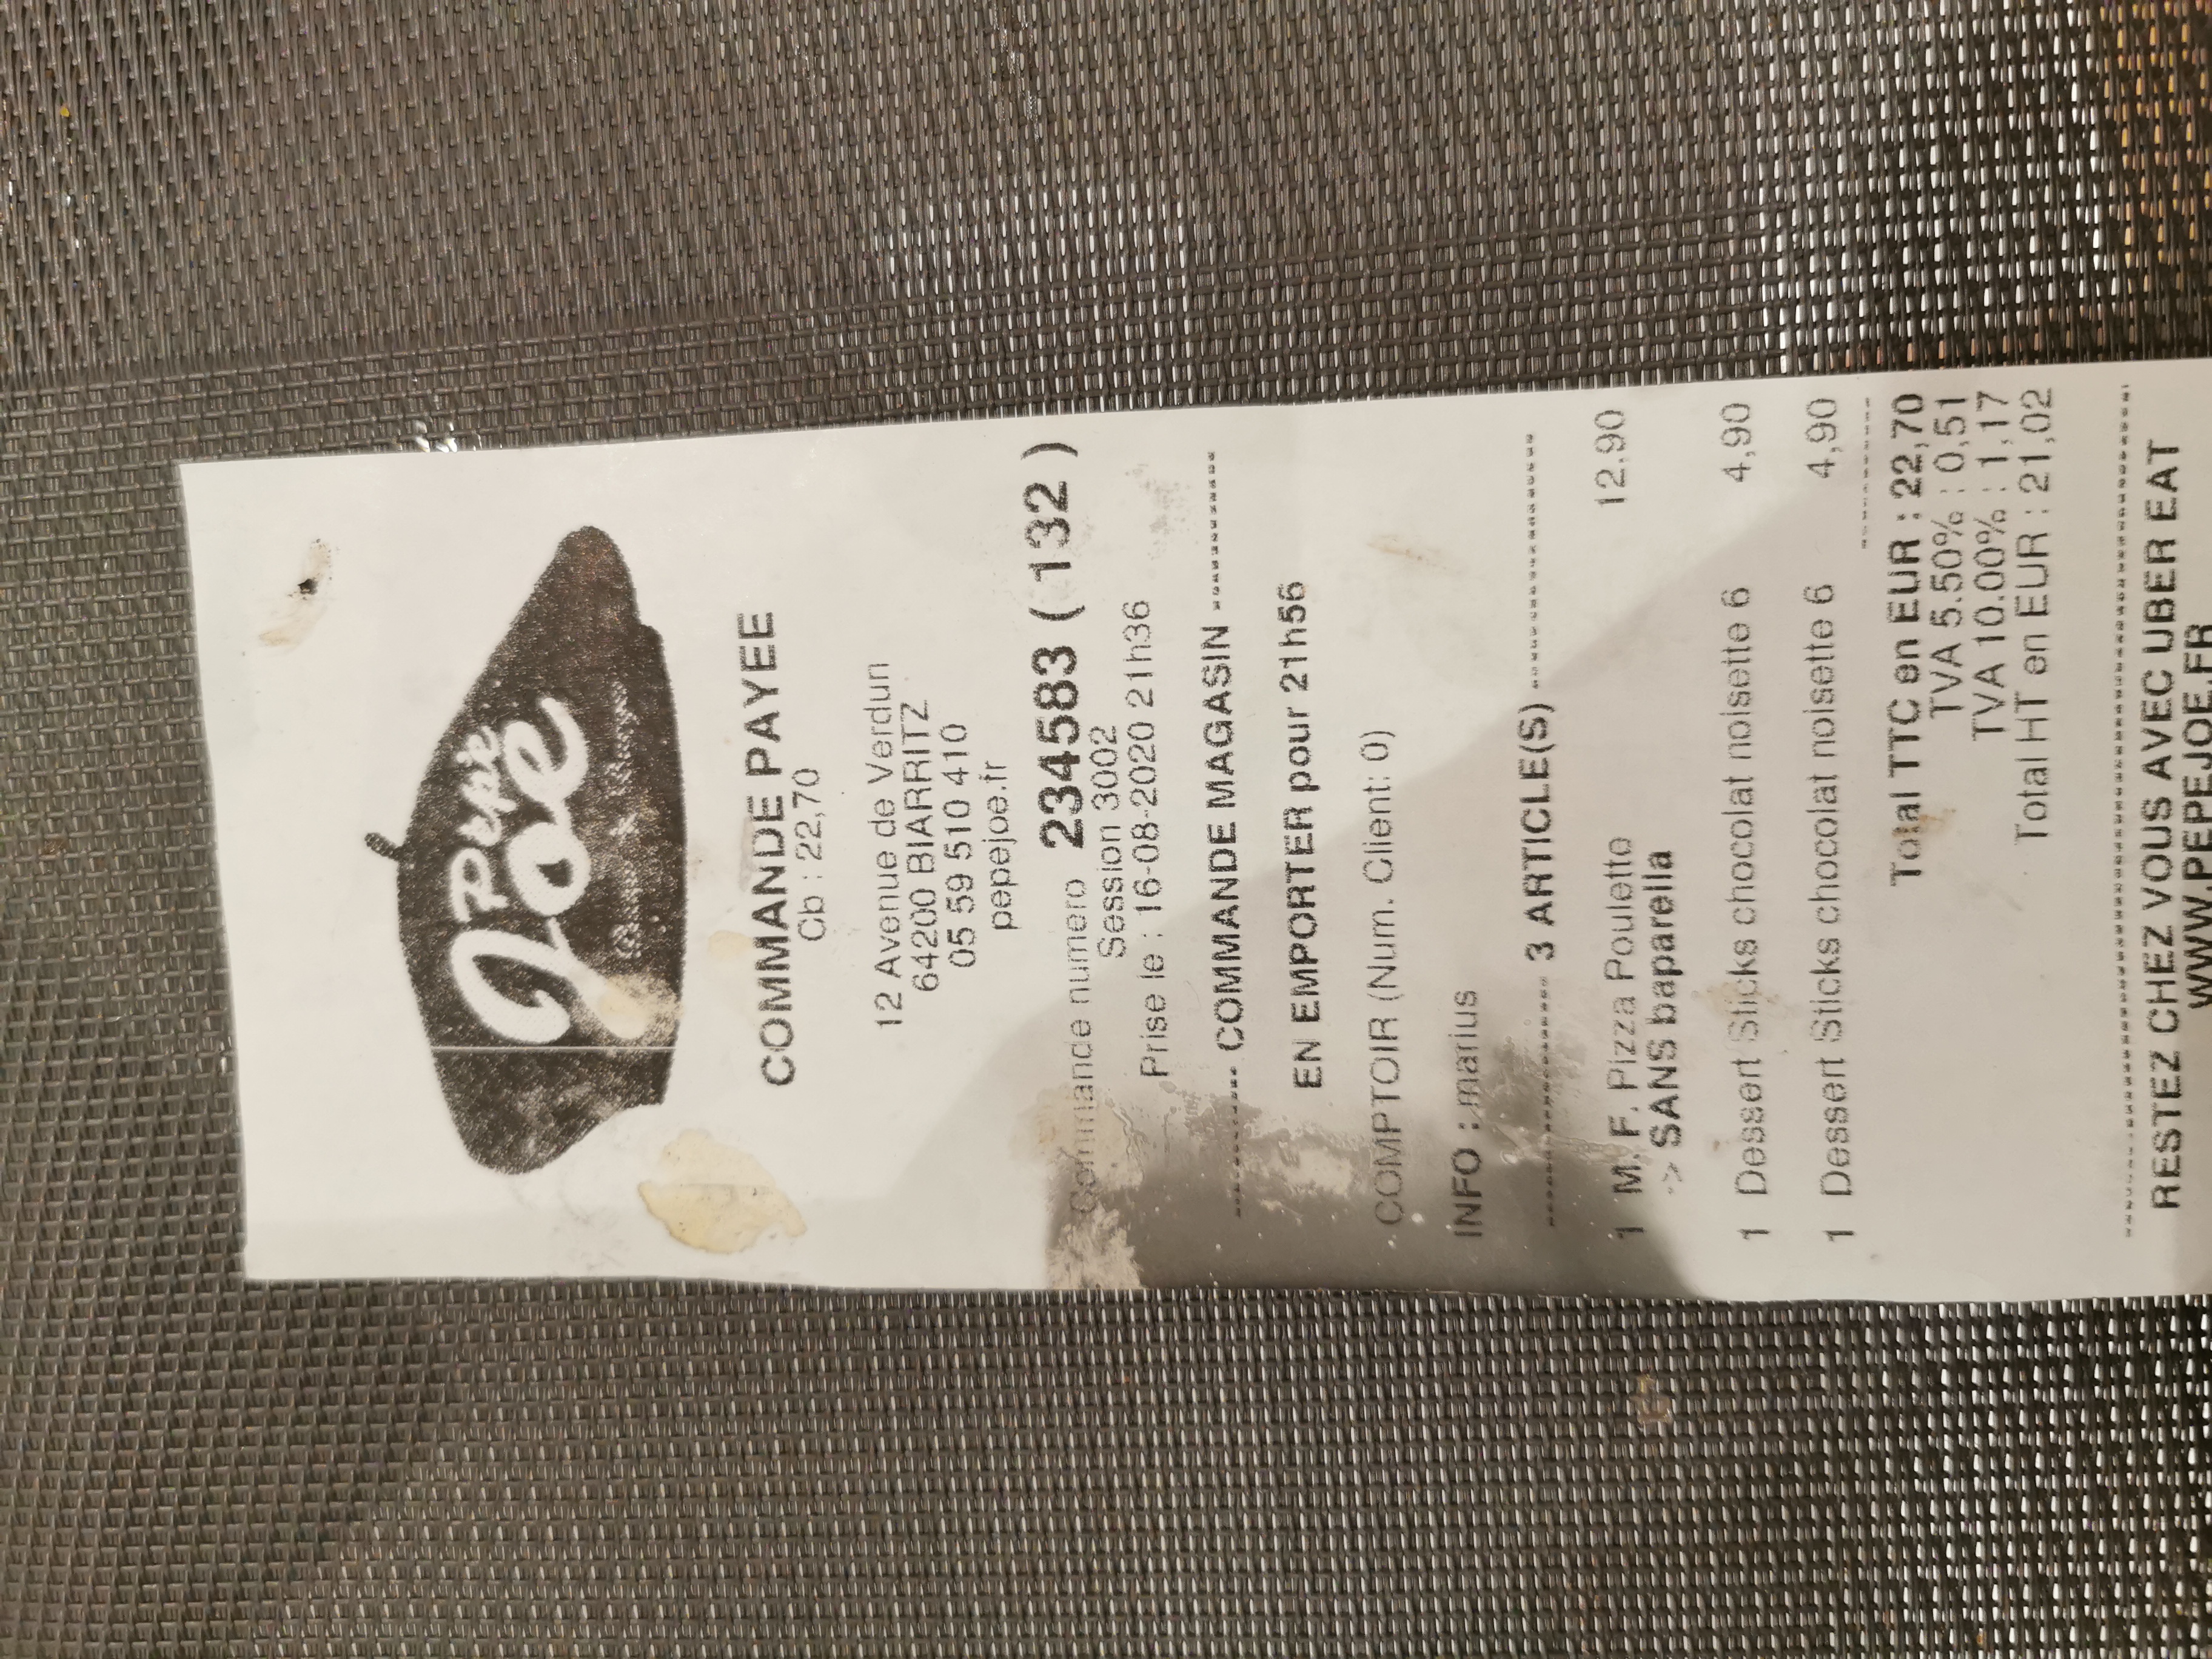 Pépé
Joe
COMMANDE PAYEE
Cb : 22,70
12 Avenue de Verdun
64200 BIARRITZ
05 59 510 410
pepejoe.fr
Commande numero 234583 (132)
Session 3002
Prise le : 16-08-2020 21h36
-------- COMMANDE MAGASIN --------
EN EMPORTER pour 21h56
COMPTOIR (Num. Client: 0)
INFO : marius
------------ 3 ARTICLE(S) ------------
1 M. F. Pizza Poulette 12,90
-> SANS baparella
1 Dessert Sticks chocolat noisette 6 4,90
1 Dessert Sticks chocolat noisette 6 4,90
Total TTC en EUR : 22,70
TVA 5.50% : 0,51
TVA 10.00% : 1,17
Total HT en EUR : 21,02
RESTEZ CHEZ VOUS AVEC UBER EAT
WWW.PEPEJOE.FR